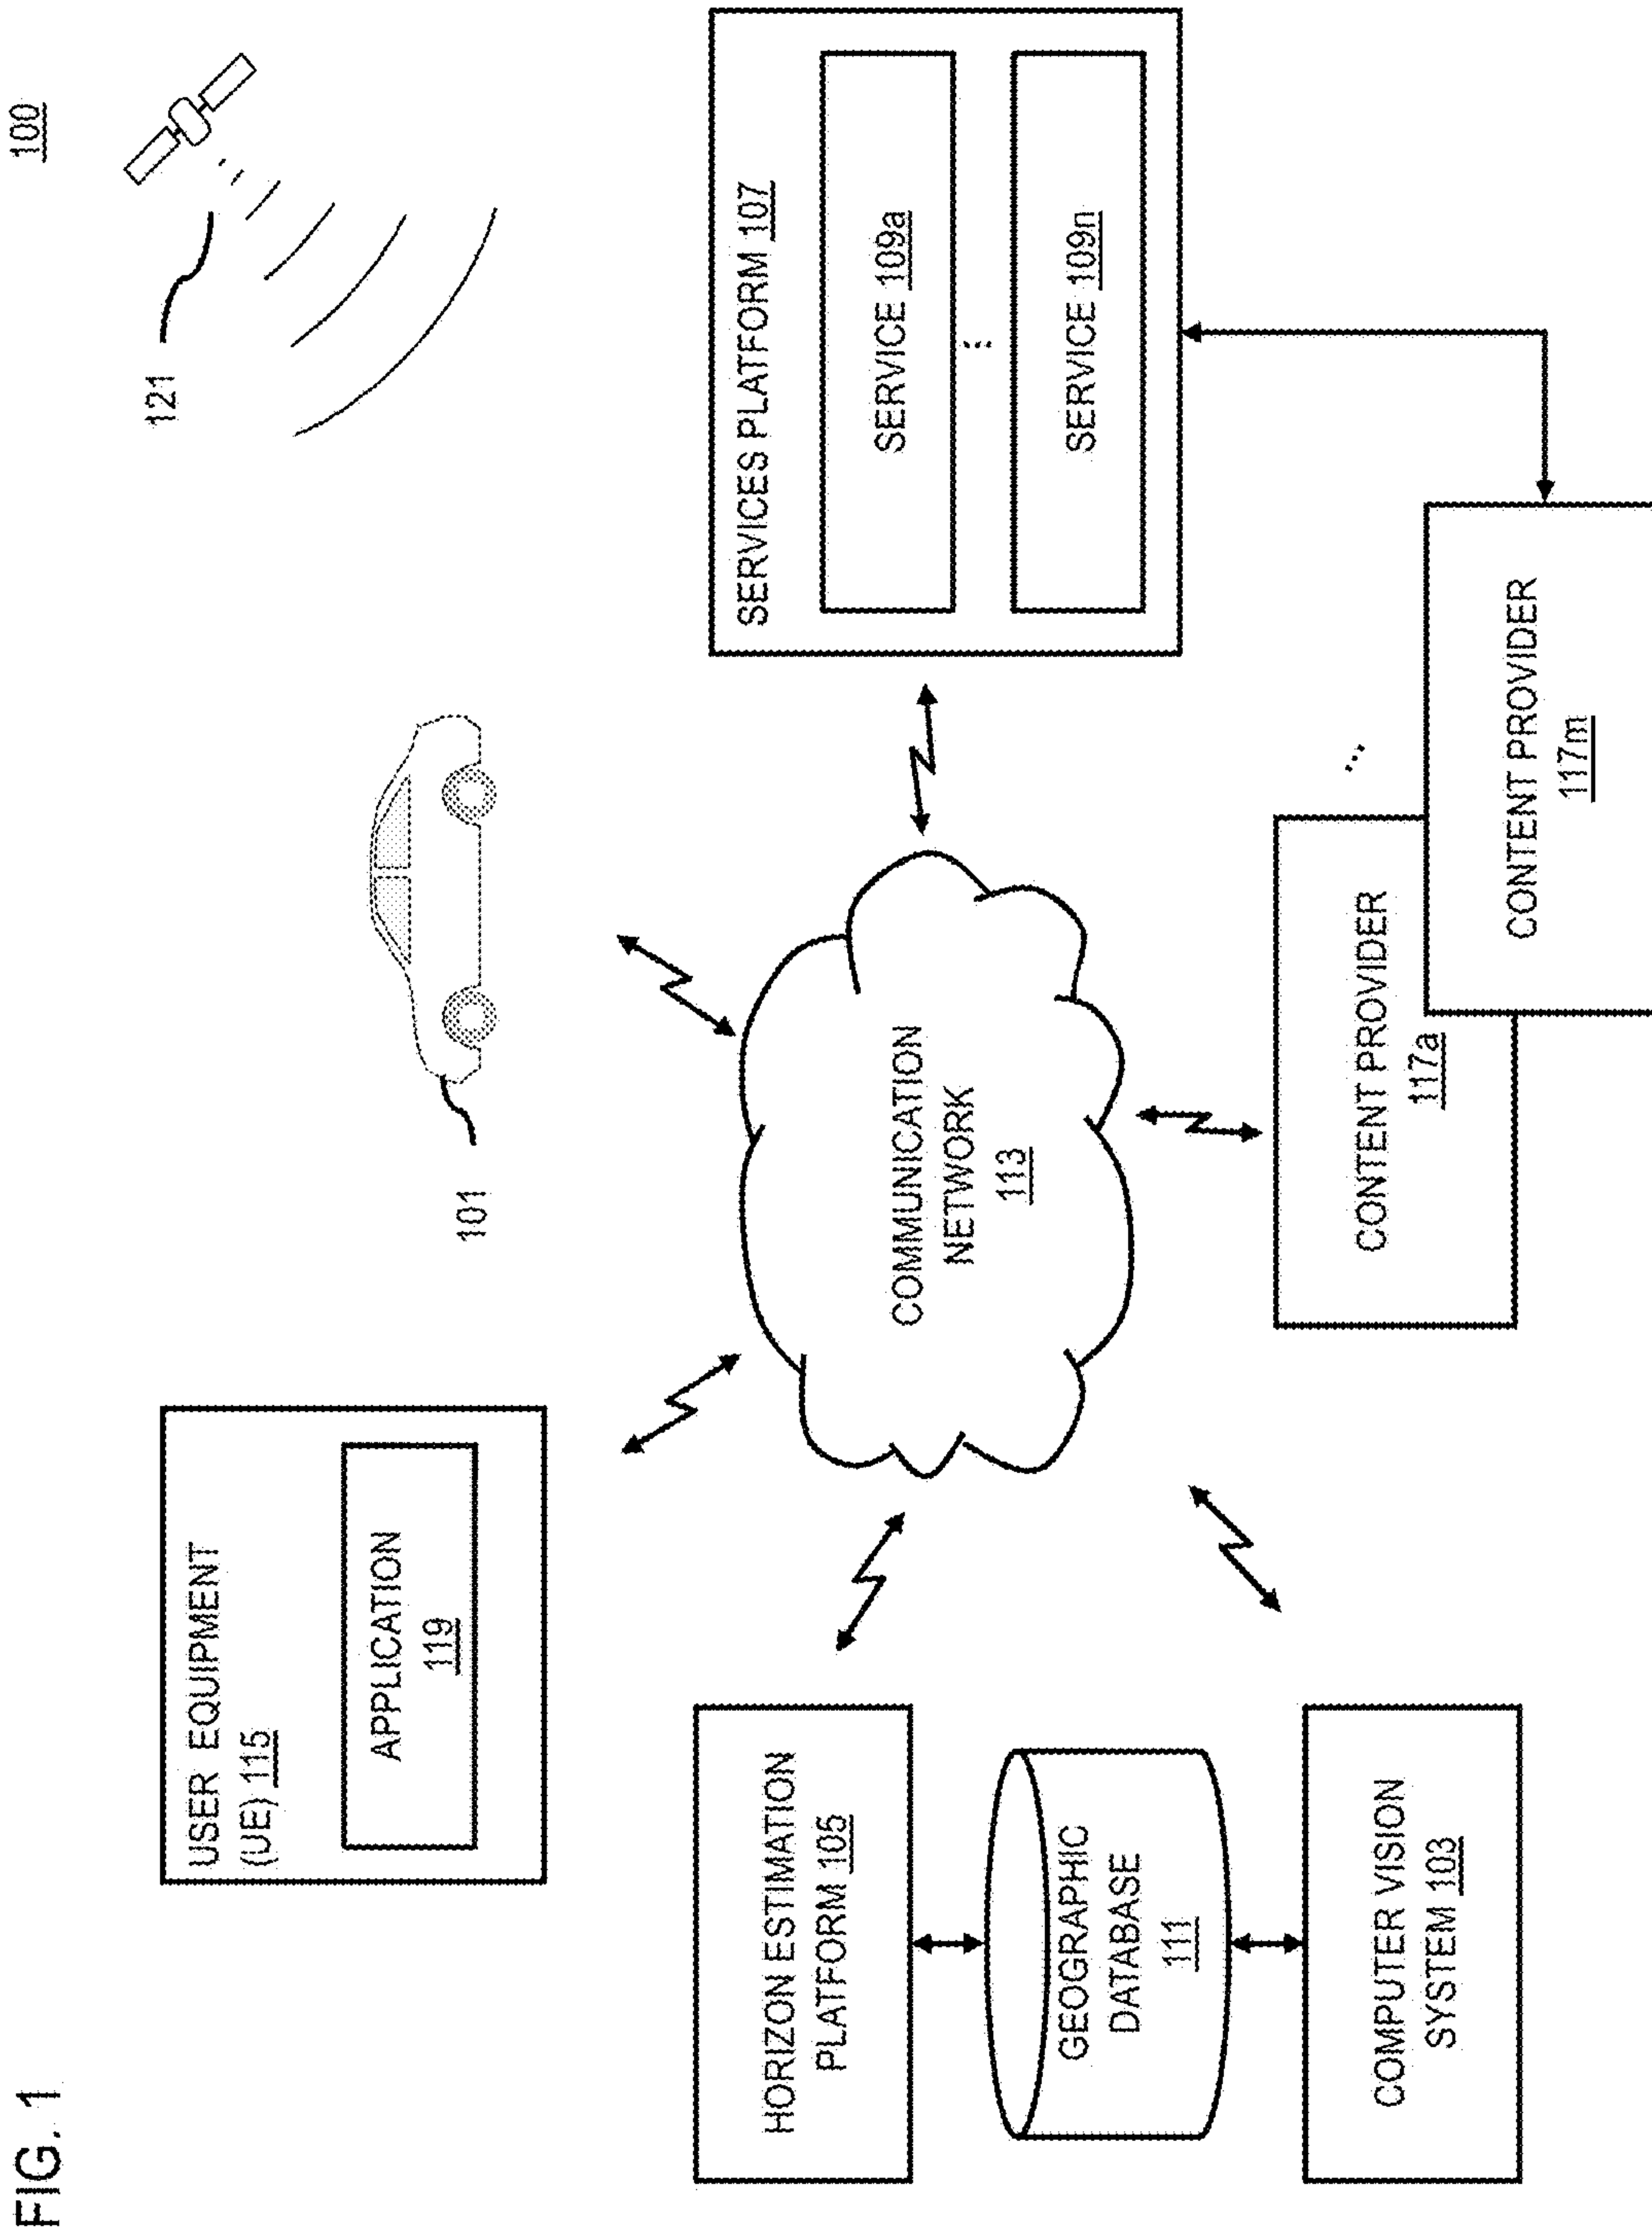 FIG. 1
100
USER EQUIPMENT
(UE) 115
APPLICATION
119
101
121
HORIZON ESTIMATION
PLATFORM 105
GEOGRAPHIC
DATABASE
111
COMPUTER VISION
SYSTEM 103
COMMUNICATION
NETWORK
113
SERVICES PLATFORM 107
SERVICE 109a
...
SERVICE 109n
CONTENT PROVIDER
117a
...
CONTENT PROVIDER
117m